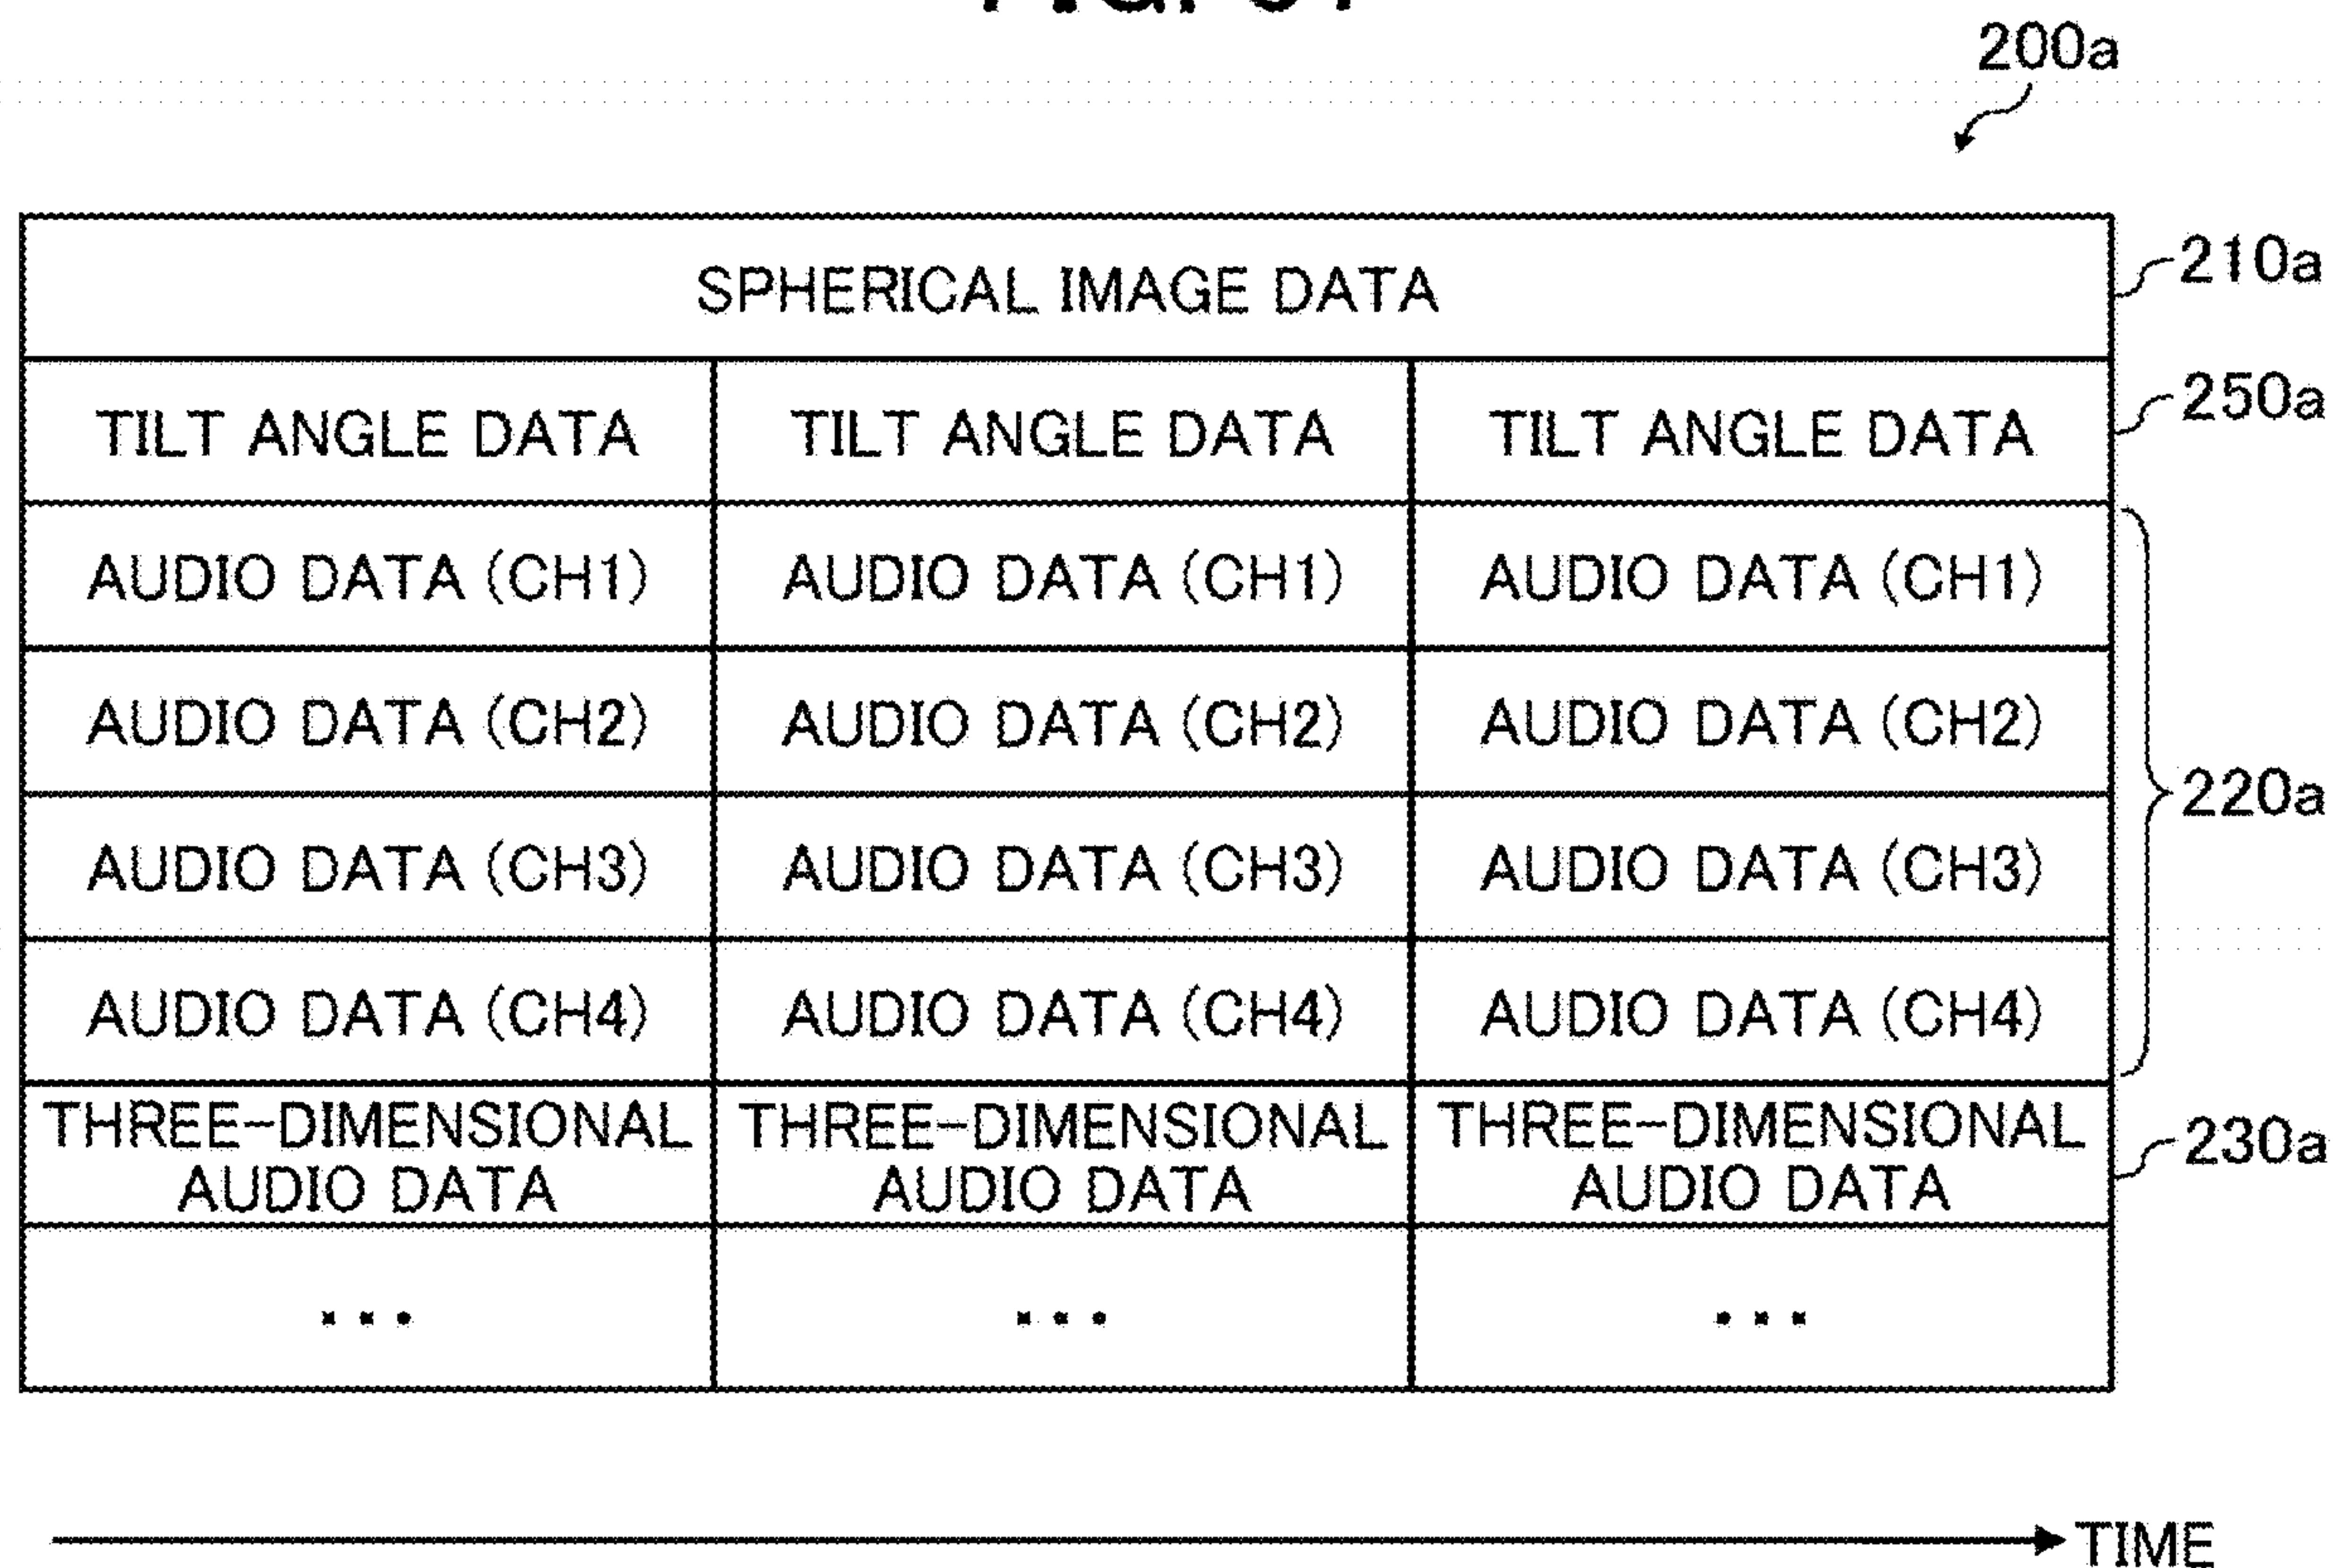 200a
SPHERICAL IMAGE DATA 210a
TILT ANGLE DATA TILT ANGLE DATA TILT ANGLE DATA 250a
AUDIO DATA (CH1) AUDIO DATA (CH1) AUDIO DATA (CH1)
AUDIO DATA (CH2) AUDIO DATA (CH2) AUDIO DATA (CH2)
220a
AUDIO DATA (CH3) AUDIO DATA (CH3) AUDIO DATA (CH3)
AUDIO DATA (CH4) AUDIO DATA (CH4) AUDIO DATA (CH4)
THREE-DIMENSIONAL THREE-DIMENSIONAL THREE-DIMENSIONAL 230a
AUDIO DATA AUDIO DATA AUDIO DATA
... ... ...
TIME